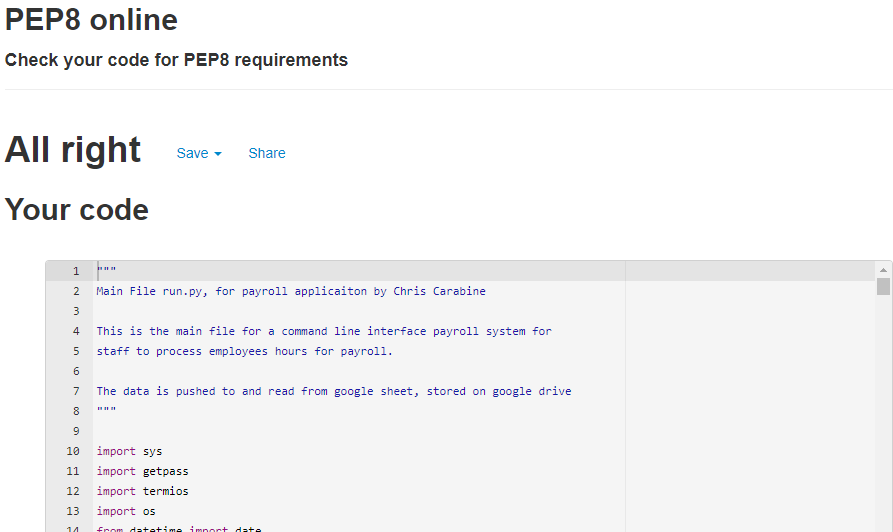 PEP8 online
Check your code for PEP8 requirements
All right Save Share
Your code
1 """
2 Main File run.py, for payroll applicaiton by Chris Carabine
3
4 This is the main file for a command line interface payroll system for
5 staff to process employees hours for payroll.
6
7 The data is pushed to and read from google sheet, stored on google drive
8 """
9
10 import sys
11 import getpass
12 import termios
13 import os
14 from datetime import date